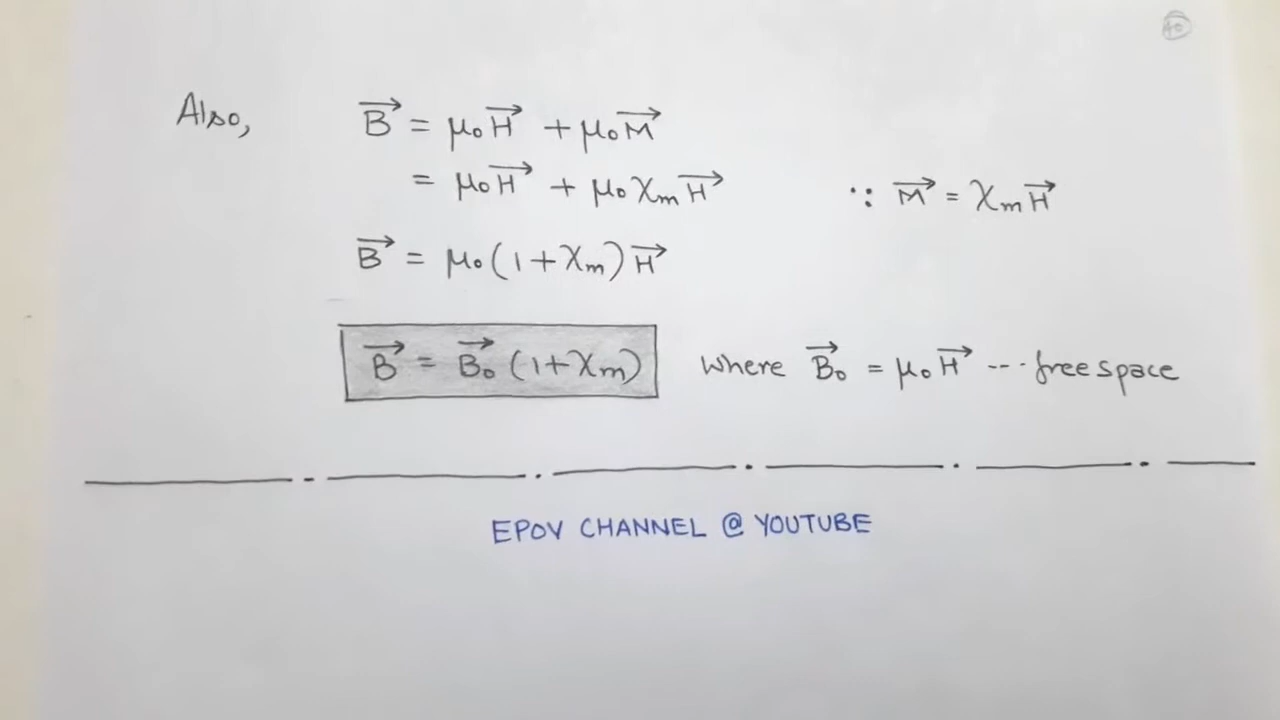 Also, B⃗ = μ₀H⃗ + μ₀M⃗
= μ₀H⃗ + μ₀χₘH⃗ ∵ M⃗ = χₘH⃗
B⃗ = μ₀(1+χₘ)H⃗
B⃗ = B⃗₀ (1+χₘ) where B⃗₀ = μ₀H⃗ --- free space
EPOV CHANNEL @ YOUTUBE